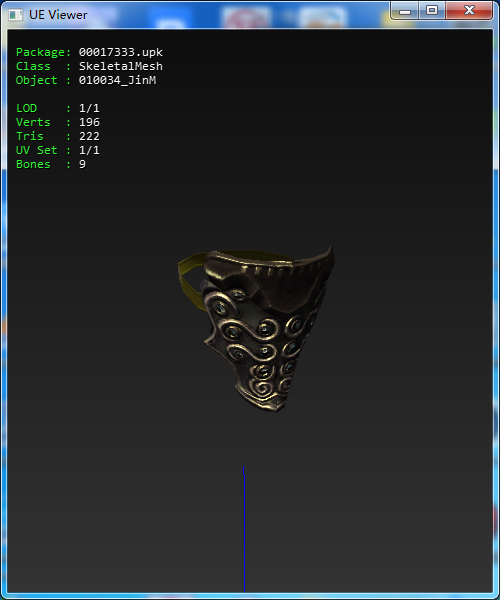 UE Viewer
Package: 00017333.upk
Class : SkeletalMesh
Object : 010034_JinM
LOD : 1/1
Verts : 196
Tris : 222
UV Set : 1/1
Bones : 9